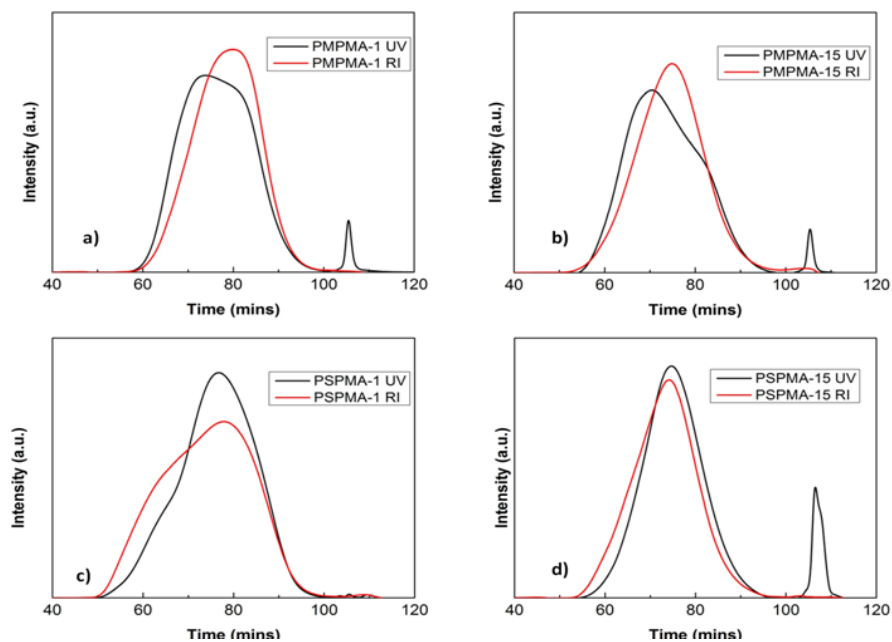 PMPMA-1 UV
PMPMA-1 RI
Intensity (a.u.)
a)
40 60 80 100 120
Time (mins)
PMPMA-15 UV
PMPMA-15 RI
Intensity (a.u.)
b)
40 60 80 100 120
Time (mins)
PSPMA-1 UV
PSPMA-1 RI
Intensity (a.u.)
c)
40 60 80 100 120
Time (mins)
PSPMA-15 UV
PSPMA-15 RI
Intensity (a.u.)
d)
40 60 80 100 120
Time (mins)